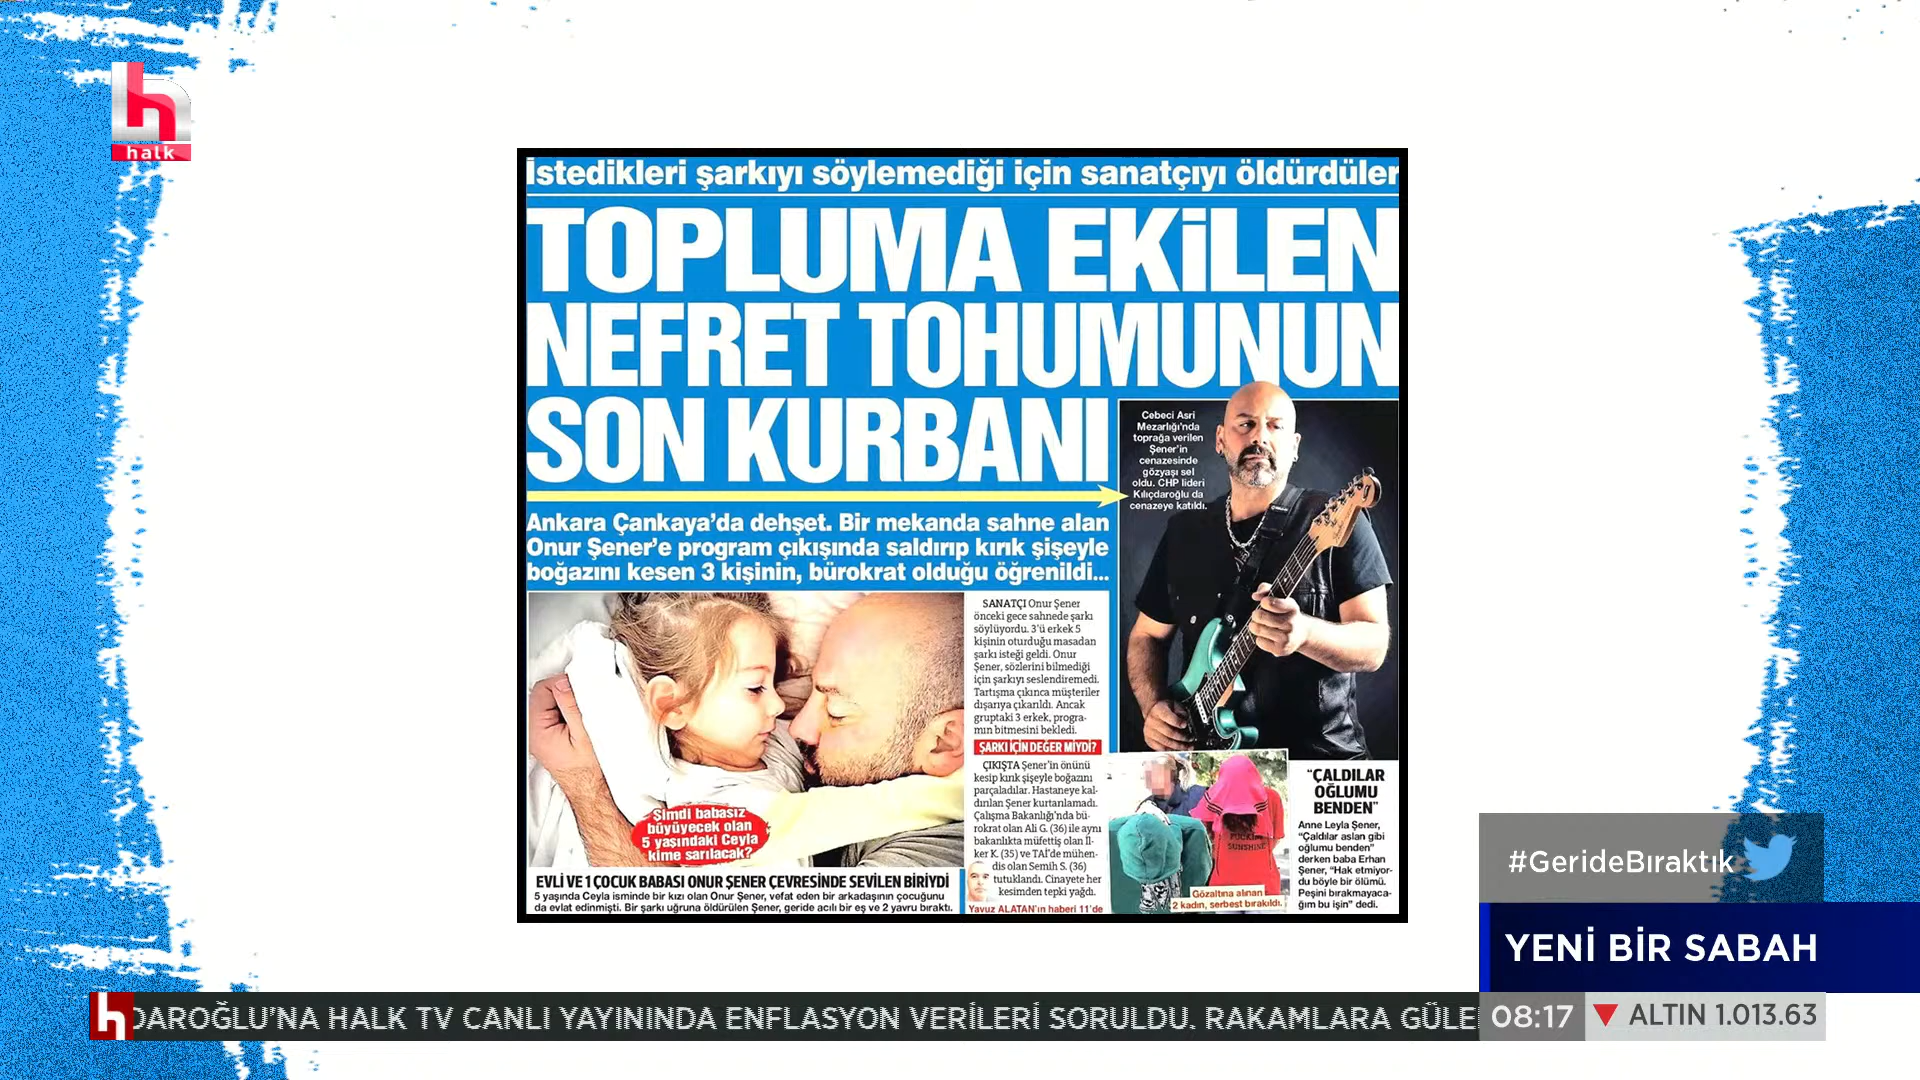 h
halk
İstedikleri şarkıyı söylemediği için sanatçıyı öldürdüler
TOPLUMA EKiLEN
NEFRET TOHUMUNUN
SON KURBANI
Cebeci Asri
Mezarlığı'nda
toprağa verilen
Şener'in
cenazesinde
gözyaşı sel
oldu. CHP lideri
Kılıçdaroğlu da
cenazeye katıldı.
Ankara Çankaya'da dehşet. Bir mekanda sahne alan
Onur Şener'e program çıkışında saldırıp kırık şişeyle
boğazını kesen 3 kişinin, bürokrat olduğu öğrenildi...
Şimdi babasız
büyüyecek olan
5 yaşındaki Ceyla
kime sarılacak?
EVLİ VE 1 ÇOCUK BABASI ONUR ŞENER ÇEVRESİNDE SEVİLEN BİRİYDİ
5 yaşında Ceyla isminde bir kızı olan Onur Şener, vefat eden bir arkadaşının çocuğunu
da evlat edinmişti. Bir şarkı uğruna öldürülen Şener, geride acılı bir eş ve 2 yavru bıraktı.
SANATÇI Onur Şener
önceki gece sahnede şarkı
söylüyordu. 3'ü erkek 5
kişinin oturduğu masadan
şarkı isteği geldi. Onur
Şener, sözlerini bilmediği
için şarkıyı seslendiremedi.
Tartışma çıkınca müşteriler
dışarıya çıkarıldı. Ancak
gruptaki 3 erkek, progra-
mın bitmesini bekledi.
ŞARKI İÇİN DEĞER MİYDİ?
ÇIKIŞTA Şener'in önünü
kesip kırık şişeyle boğazını
parçaladılar. Hastaneye kal-
dırılan Şener kurtarılamadı.
Çalışma Bakanlığı'nda bü-
rokrat olan Ali G. (36) ile aynı
bakanlıkta müfettiş olan İl-
ker K. (35) ve TAİ'de mühen-
dis olan Semih S. (36)
tutuklandı. Cinayete her
kesimden tepki yağdı.
Yavuz ALATAN'ın haberi 11'de
SUNSHINE
Gözaltına alınan
2 kadın, serbest bırakıldı.
"ÇALDILAR
OĞLUMU
BENDEN"
Anne Leyla Şener,
"Çaldılar aslan gibi
oğlumu benden"
derken baba Erhan
Şener, "Hak etmiyor-
du böyle bir ölümü.
Peşini bırakmayaca-
ğım bu işin" dedi.
#GerideBıraktık
YENİ BİR SABAH
h
DAROĞLU'NA HALK TV CANLI YAYININDA ENFLASYON VERİLERİ SORULDU. RAKAMLARA GÜLE
08:17
ALTIN 1.013.63